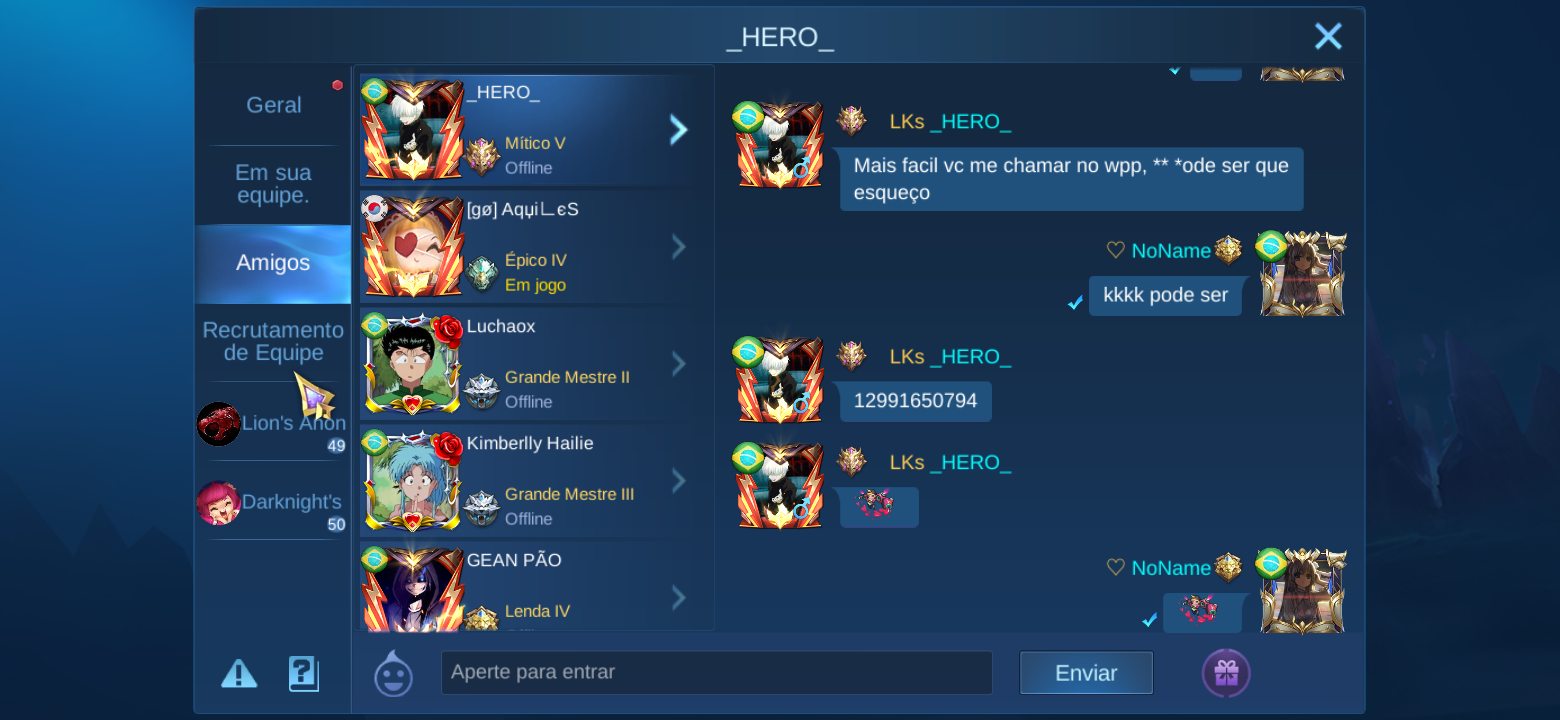 _HERO_
Geral
Em sua
equipe.
Amigos
Recrutamento
de Equipe
Lion's Anon
49
Darknight's
50
_HERO_
Mítico V
Offline
[gø] Aqџi㇄єS
Épico IV
Em jogo
Luchaox
Grande Mestre II
Offline
Kimberlly Hailie
Grande Mestre III
Offline
GEAN PÃO
Lenda IV
LKs _HERO_
Mais facil vc me chamar no wpp, ** *ode ser que
esqueço
♡ NoName
kkkk pode ser
LKs _HERO_
12991650794
LKs _HERO_
♡ NoName
Aperte para entrar
Enviar